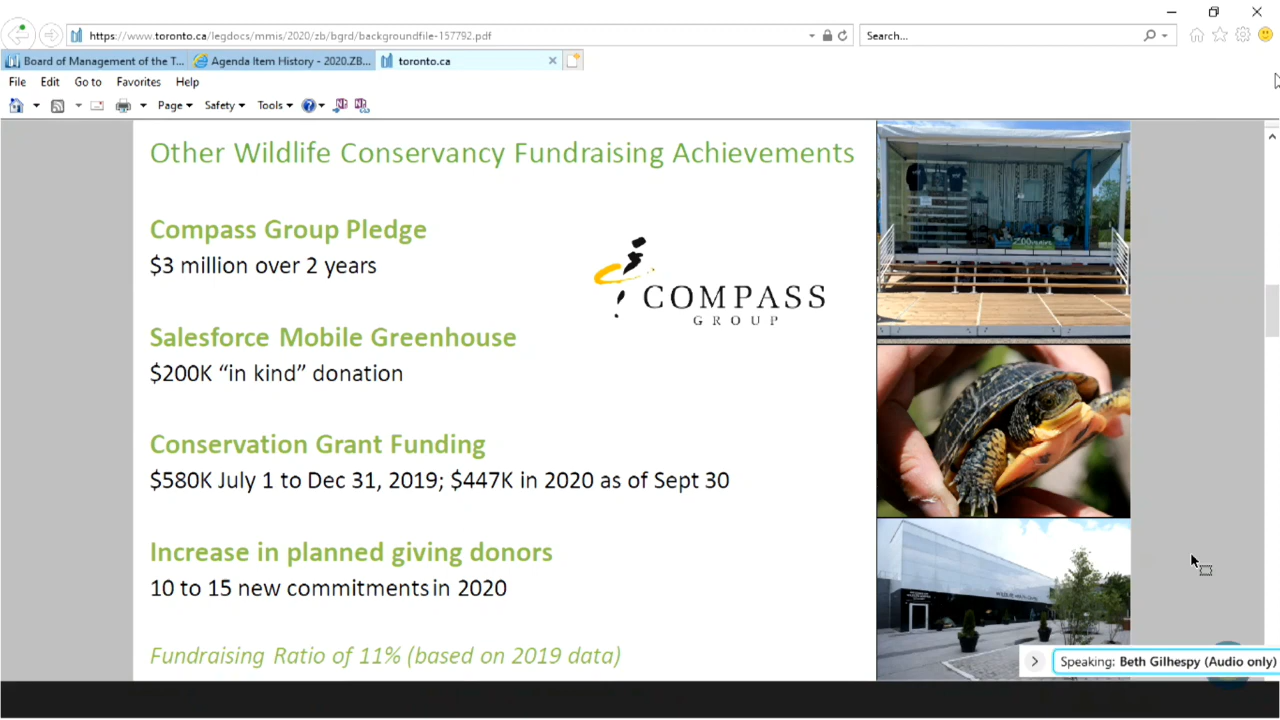 https://www.toronto.ca/legdocs/mmis/2020/zb/bgrd/backgroundfile-157792.pdf
Search...
Board of Management of the T...
Agenda Item History - 2020.ZB...
toronto.ca
File Edit Go to Favorites Help
Page Safety Tools
Other Wildlife Conservancy Fundraising Achievements
Compass Group Pledge
$3 million over 2 years
COMPASS
GROUP
Salesforce Mobile Greenhouse
$200K “in kind” donation
Conservation Grant Funding
$580K July 1 to Dec 31, 2019; $447K in 2020 as of Sept 30
Increase in planned giving donors
10 to 15 new commitments in 2020
Fundraising Ratio of 11% (based on 2019 data)
Speaking: Beth Gilhespy (Audio only)